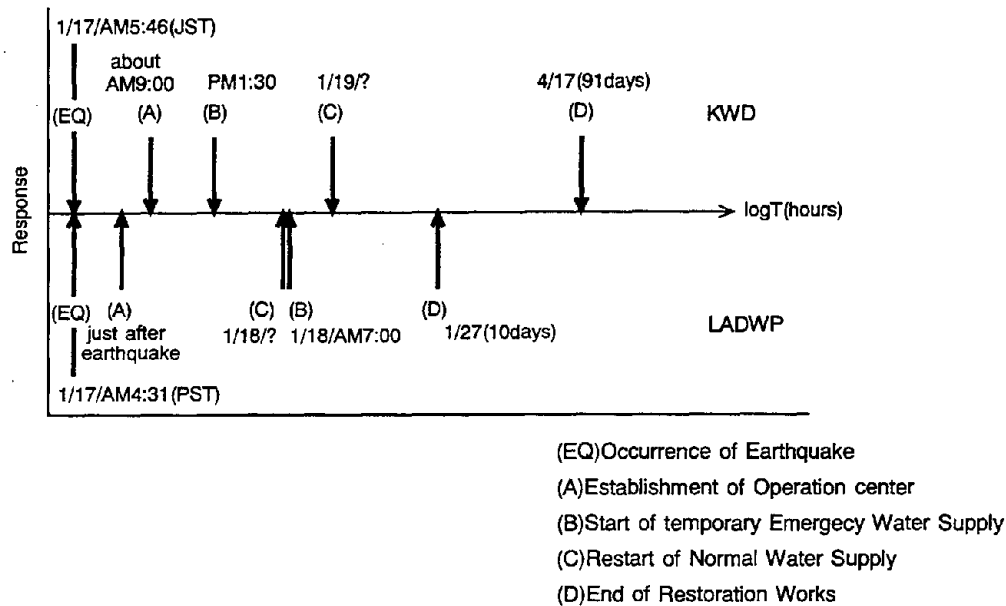 1/17/AM5:46(JST)
about
AM9:00
PM1:30
1/19/?
4/17(91days)
(EQ)
(A)
(B)
(C)
(D)
KWD
Response
logT(hours)
(EQ)
(A)
(C)
(B)
(D)
just after
earthquake
1/18/?
1/18/AM7:00
1/27(10days)
LADWP
1/17/AM4:31(PST)
(EQ)Occurrence of Earthquake
(A)Establishment of Operation center
(B)Start of temporary Emergecy Water Supply
(C)Restart of Normal Water Supply
(D)End of Restoration Works